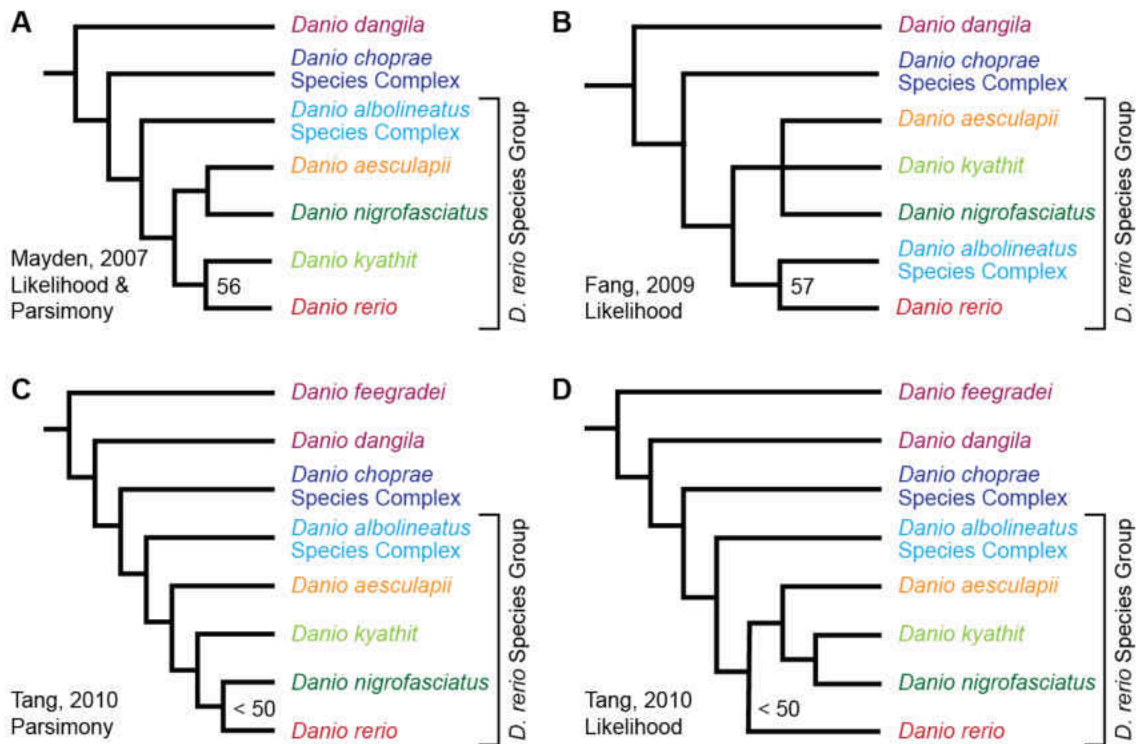 A
Danio dangila
Danio choprae
Species Complex
Danio albolineatus
Species Complex
Danio aesculapii
Danio nigrofasciatus
Danio kyathit
56
Danio rerio
Mayden, 2007
Likelihood &
Parsimony
D. rerio Species Group
B
Danio dangila
Danio choprae
Species Complex
Danio aesculapii
Danio kyathit
Danio nigrofasciatus
Danio albolineatus
Species Complex
57
Danio rerio
Fang, 2009
Likelihood
D. rerio Species Group
C
Danio feegradei
Danio dangila
Danio choprae
Species Complex
Danio albolineatus
Species Complex
Danio aesculapii
Danio kyathit
Danio nigrofasciatus
< 50
Danio rerio
Tang, 2010
Parsimony
D. rerio Species Group
D
Danio feegradei
Danio dangila
Danio choprae
Species Complex
Danio albolineatus
Species Complex
Danio aesculapii
Danio kyathit
Danio nigrofasciatus
< 50
Danio rerio
Tang, 2010
Likelihood
D. rerio Species Group